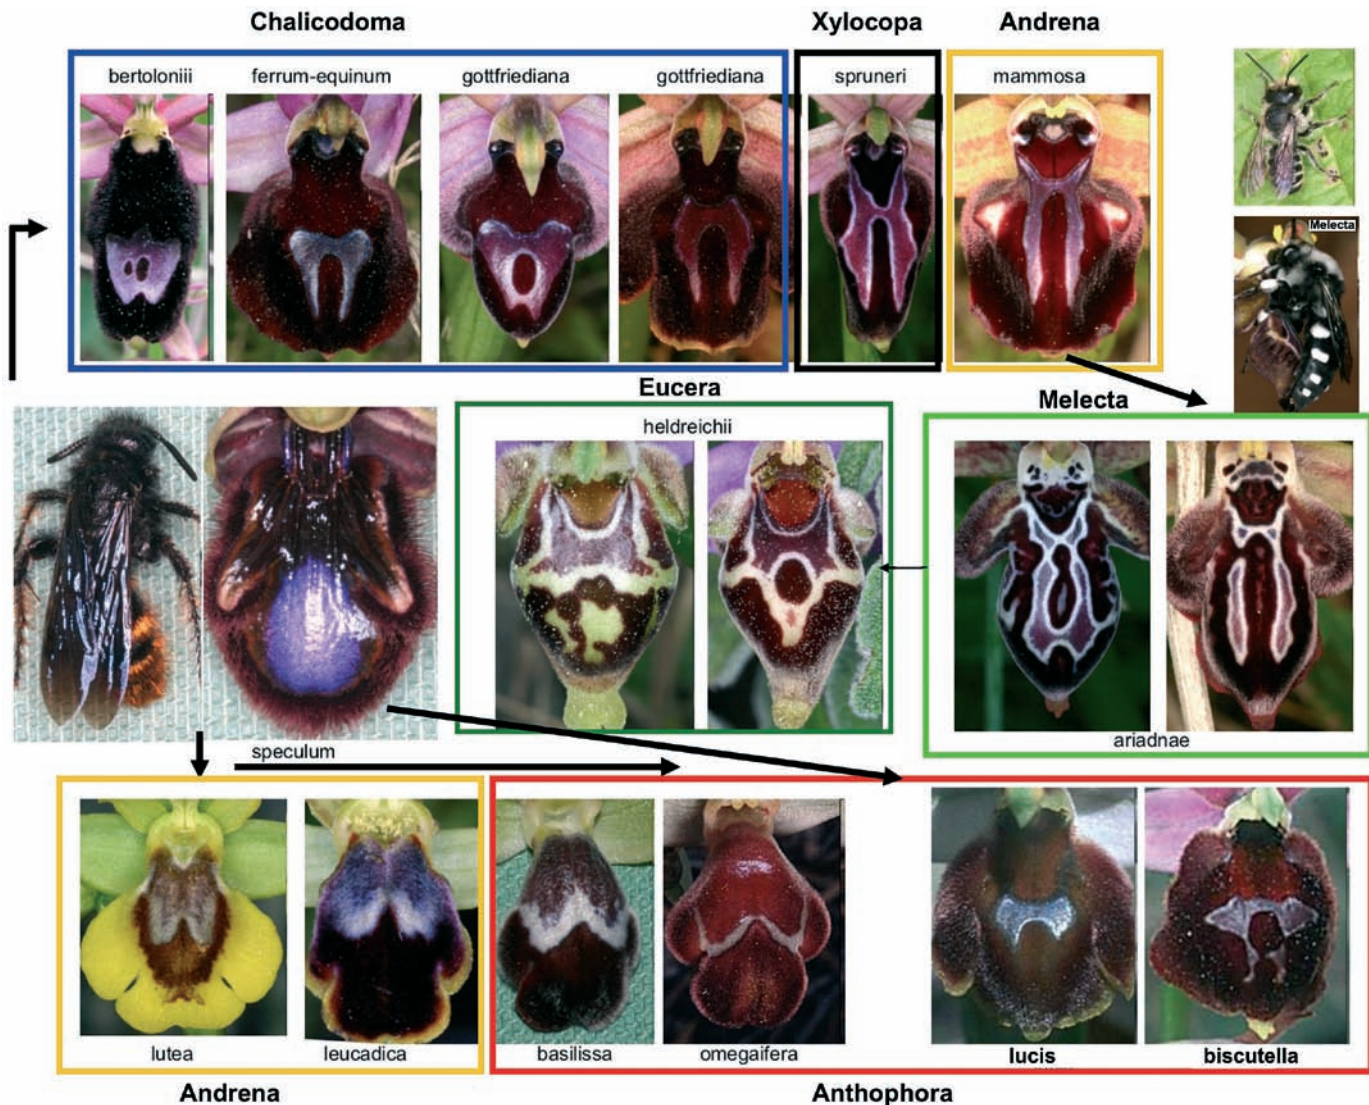 Chalicodoma
Xylocopa
Andrena
bertoloniii
ferrum-equinum
gottfriediana
gottfriediana
spruneri
mammosa
Melecta
Eucera
Melecta
heldreichii
ariadnae
speculum
lutea
leucadica
basilissa
omegaifera
lucis
biscutella
Andrena
Anthophora